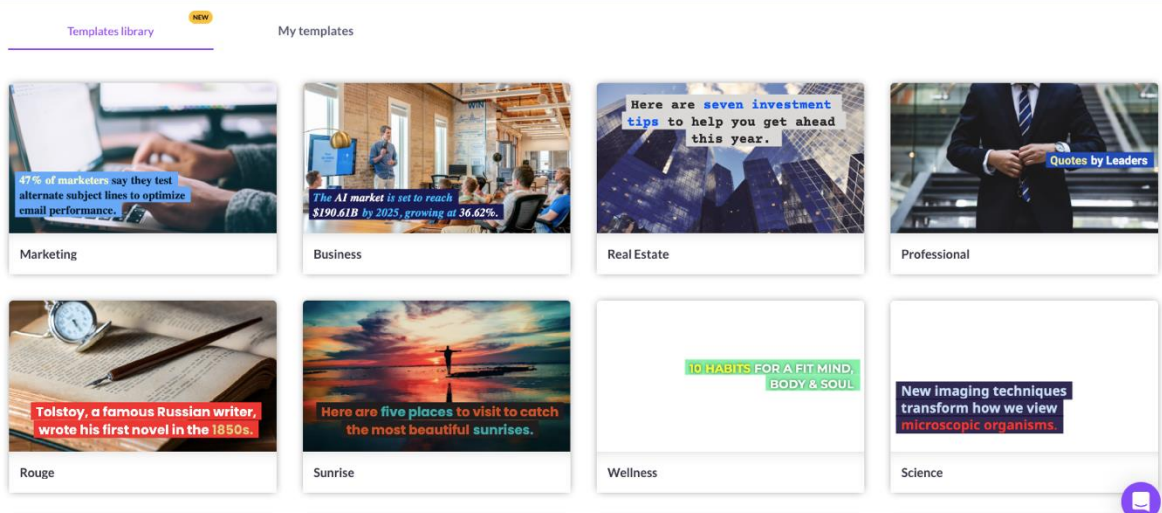 NEW
Templates library
My templates
47% of marketers say they test
alternate subject lines to optimize
email performance.
Marketing
WIN
The AI market is set to reach
$190.61B by 2025, growing at 36.62%.
Business
Here are seven investment
tips to help you get ahead
this year.
Real Estate
Quotes by Leaders
Professional
Tolstoy, a famous Russian writer,
wrote his first novel in the 1850s.
Rouge
Here are five places to visit to catch
the most beautiful sunrises.
Sunrise
10 HABITS FOR A FIT MIND,
BODY & SOUL
Wellness
New imaging techniques
transform how we view
microscopic organisms.
Science